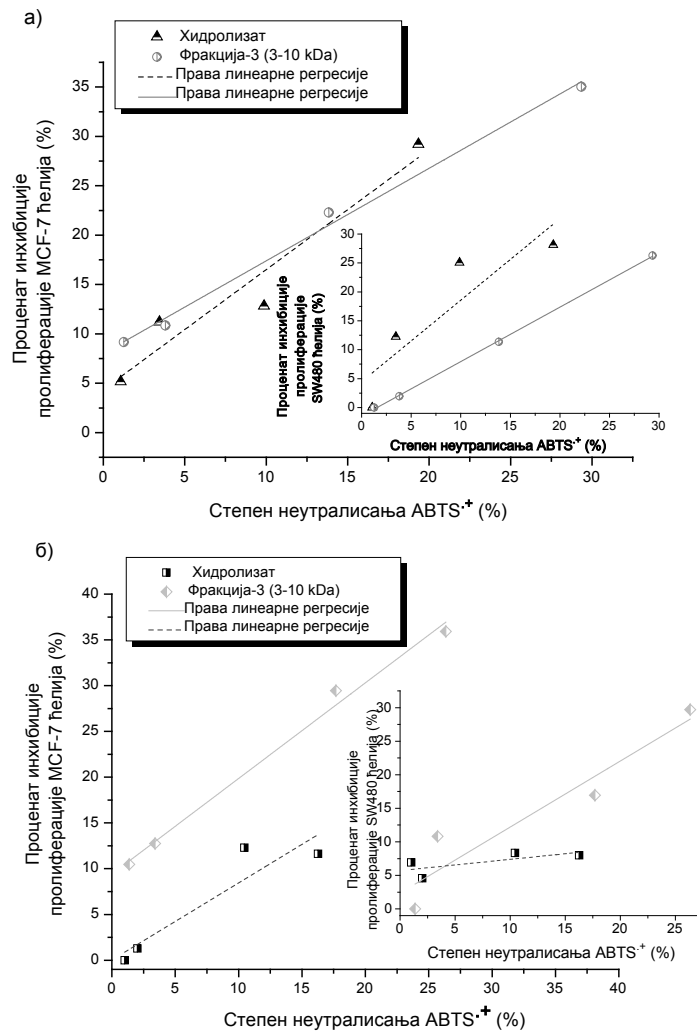 а)
Хидролизат
Фракција-3 (3-10 kDa)
Права линеарне регресије
Права линеарне регресије
Проценат инхибиције
пролиферације MCF-7 ћелија (%)
35
30
25
20
15
10
5
0
0 5 10 15 20 25 30
Степен неутралисања ABTS·+ (%)
Проценат инхибиције
пролиферације
SW480 ћелија (%)
30
25
20
15
10
5
0
0 5 10 15 20 25 30
Степен неутралисања ABTS·+ (%)
б)
Хидролизат
Фракција-3 (3-10 kDa)
Права линеарне регресије
Права линеарне регресије
Проценат инхибиције
пролиферације MCF-7 ћелија (%)
40
35
30
25
20
15
10
5
0
0 5 10 15 20 25 30 35 40
Степен неутралисања ABTS·+ (%)
Проценат инхибиције
пролиферације SW480 ћелија (%)
30
25
20
15
10
5
0
0 5 10 15 20 25
Степен неутралисања ABTS·+ (%)